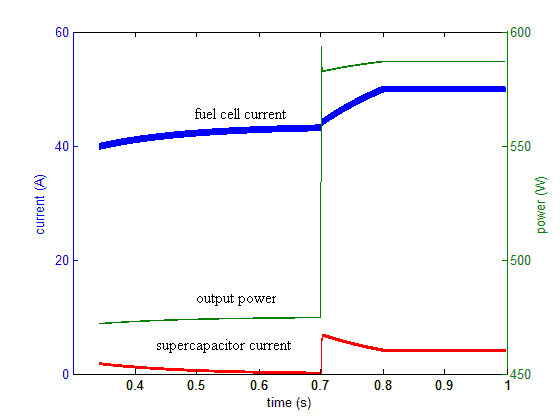 60
600
fuel cell current
40
550
current (A)
power (W)
20
500
output power
supercapacitor current
0
450
0.4 0.5 0.6 0.7 0.8 0.9 1
time (s)